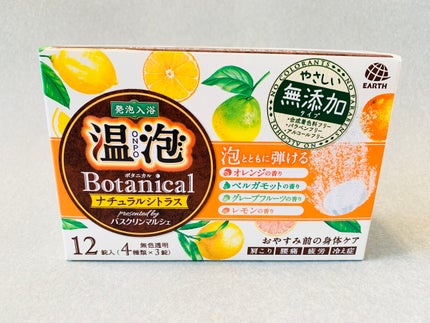 NO COLORANTS NO PARABEN NO ALCOHOL
やさしい
無添加
タイプ
・合成着色料フリー
・パラベンフリー
・アルコールフリー
EARTH
発泡入浴
温泡
ONPO
ボタニカル
Botanical
ナチュラルシトラス
presented by
バスクリンマルシェ
泡とともに弾ける
オレンジの香り
ベルガモットの香り
グレープフルーツの香り
レモンの香り
無色透明
12錠入(4種類×3錠)
おやすみ前の身体ケア
肩こり 腰痛 疲労 冷え症